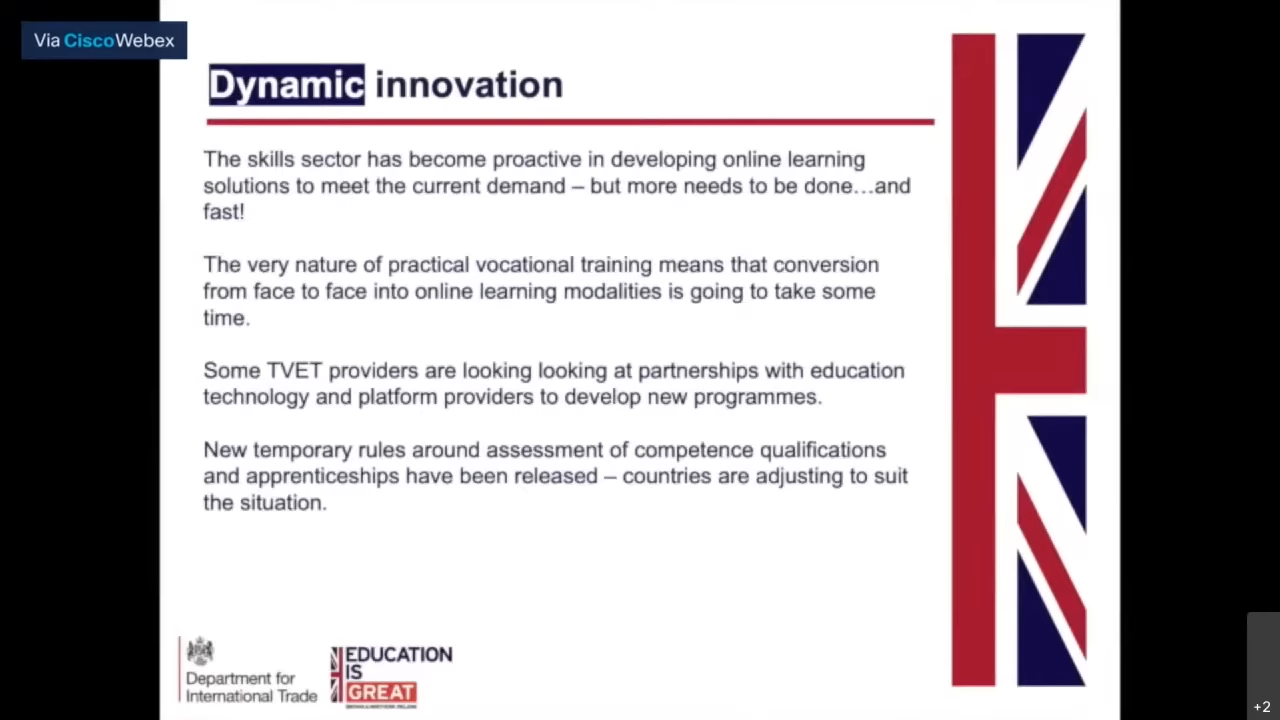 Via CiscoWebex
Dynamic innovation
The skills sector has become proactive in developing online learning
solutions to meet the current demand – but more needs to be done…and
fast!
The very nature of practical vocational training means that conversion
from face to face into online learning modalities is going to take some
time.
Some TVET providers are looking looking at partnerships with education
technology and platform providers to develop new programmes.
New temporary rules around assessment of competence qualifications
and apprenticeships have been released – countries are adjusting to suit
the situation.
Department for
International Trade
EDUCATION
IS
GREAT
+2